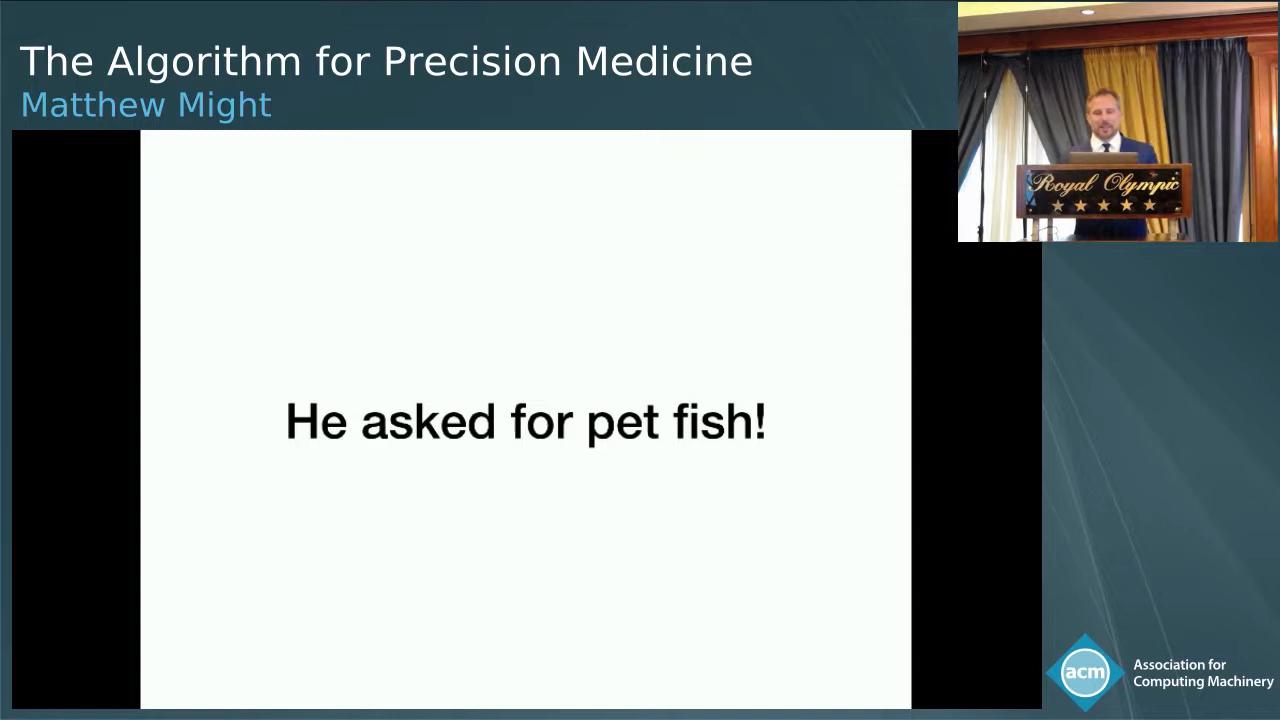 The Algorithm for Precision Medicine
Matthew Might
Royal Olympic
He asked for pet fish!
acm
Association for
Computing Machinery